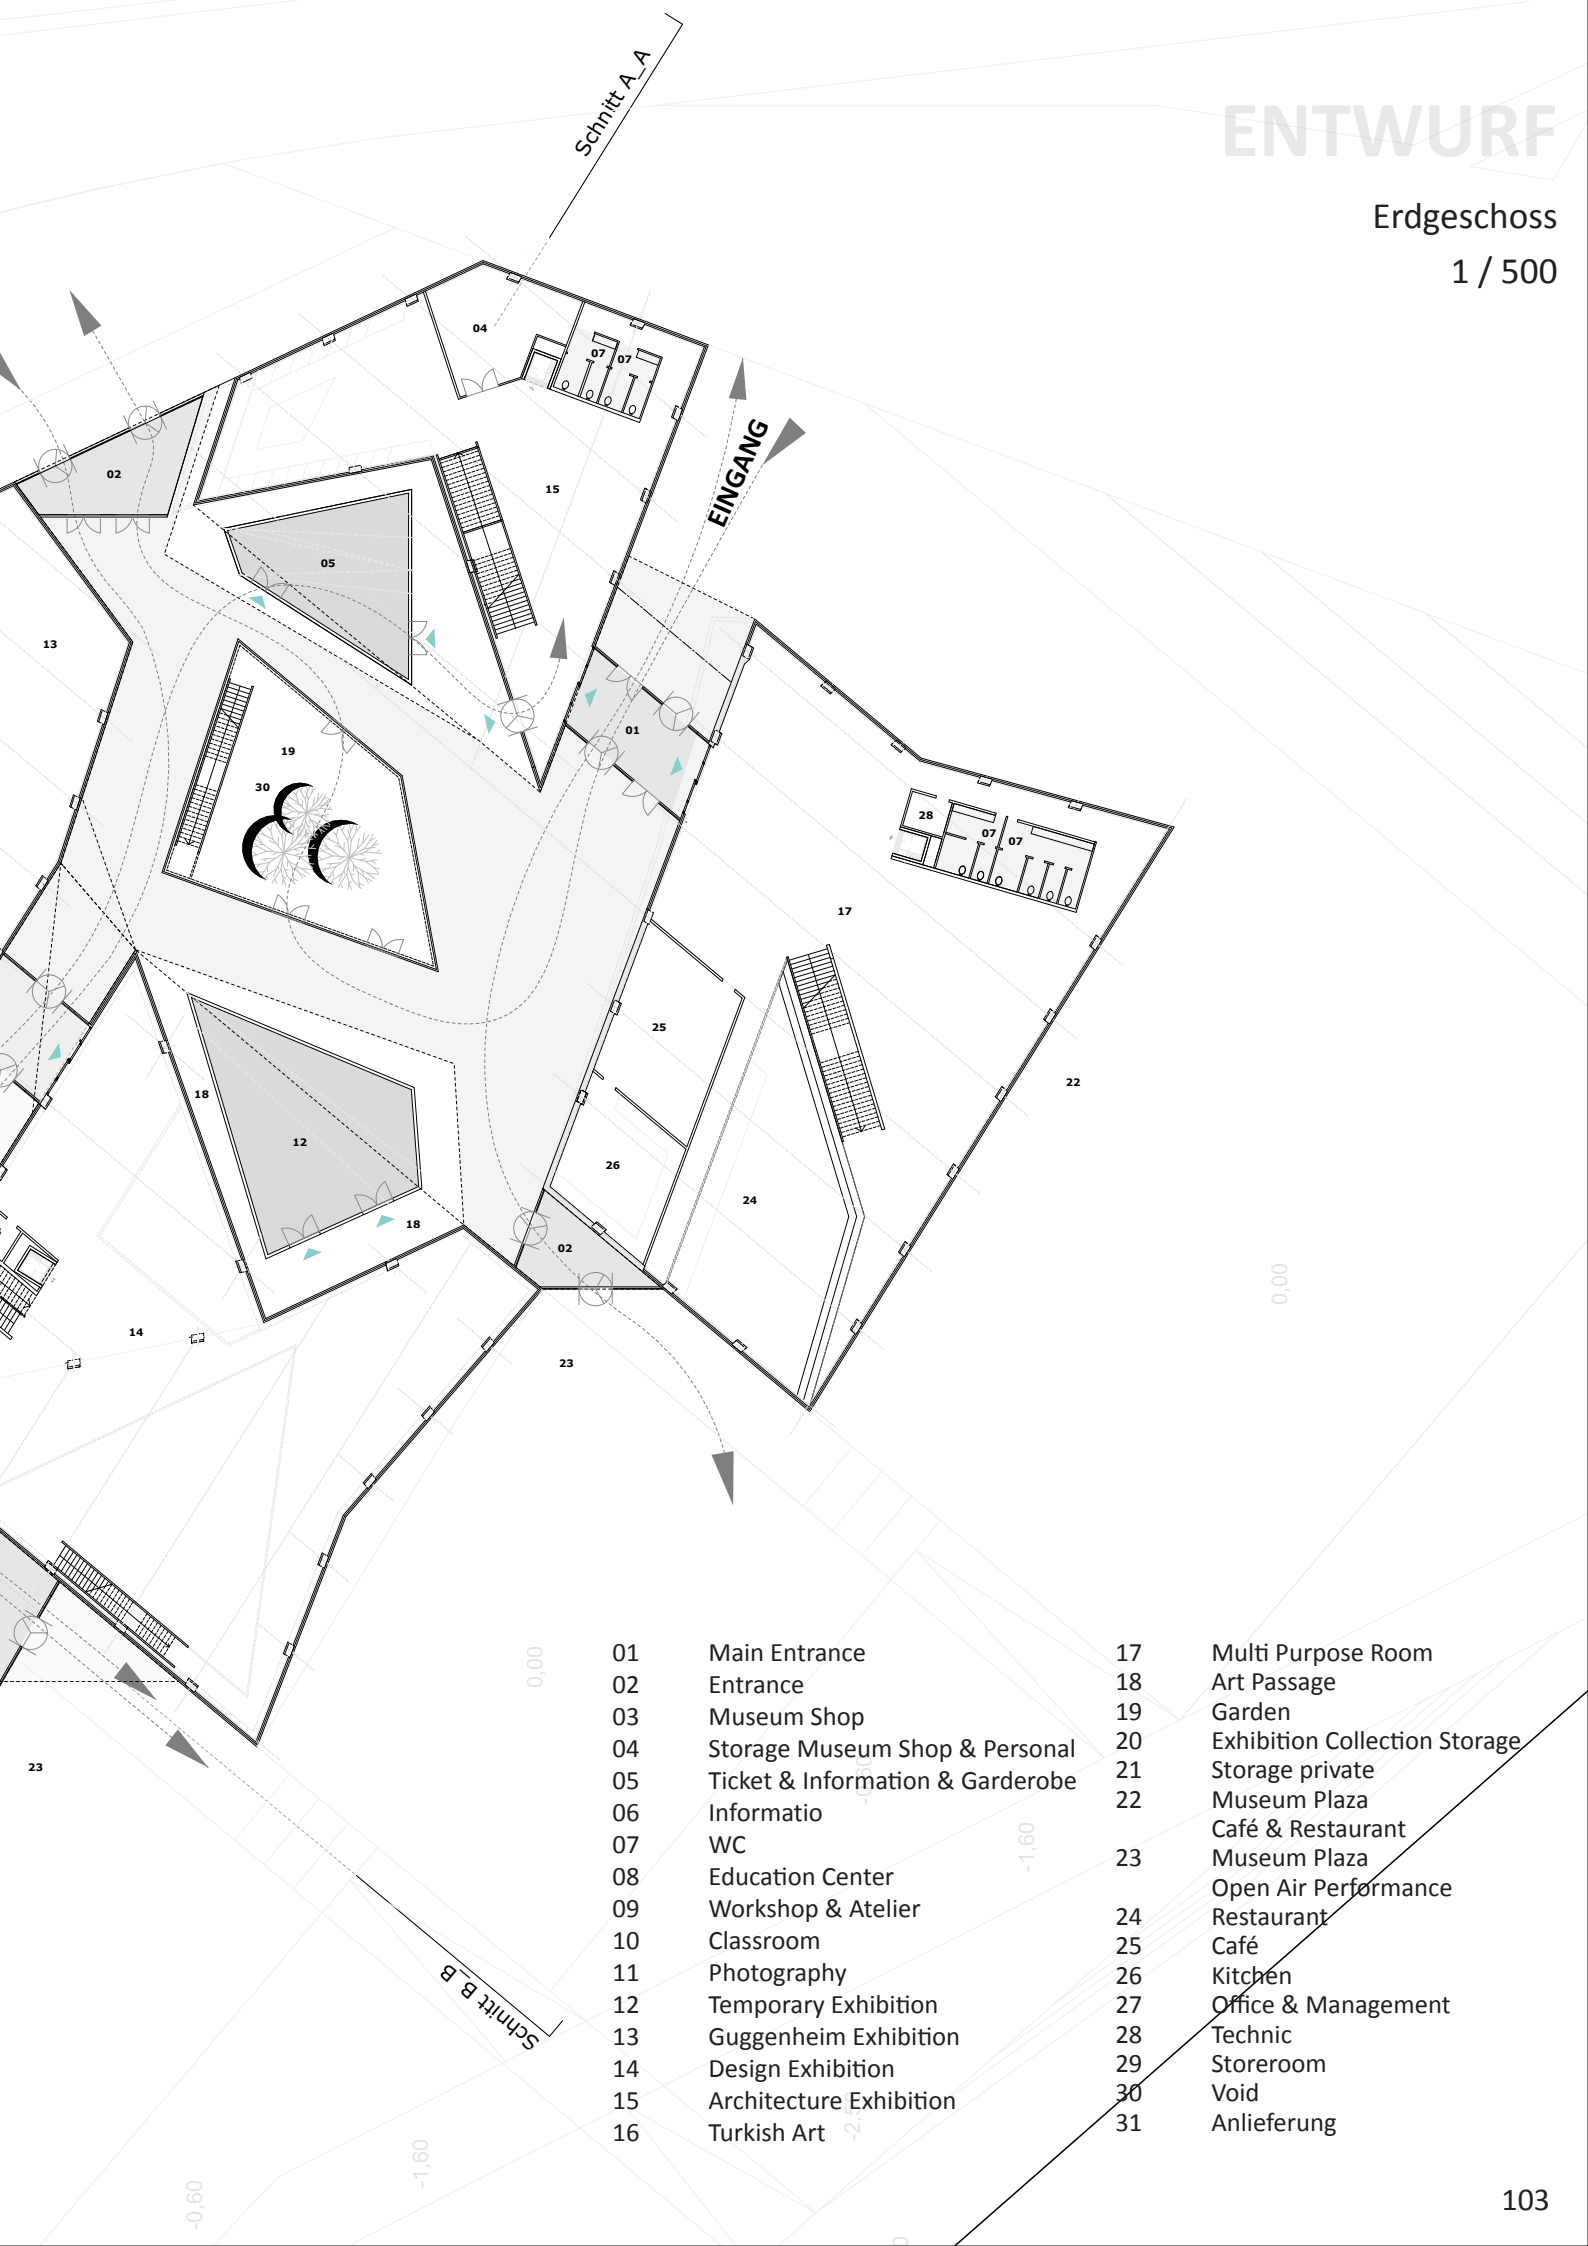 Schnitt A_A
ENTWURF
Erdgeschoss
1 / 500
04
07
07
02
EINGANG
15
05
13
01
19
30
28
07
07
17
25
22
18
12
26
24
18
02
14
23
0,00
0,00
23
01 Main Entrance
02 Entrance
03 Museum Shop
04 Storage Museum Shop & Personal
05 Ticket & Information & Garderobe
06 Informatio
07 WC
08 Education Center
09 Workshop & Atelier
10 Classroom
11 Photography
12 Temporary Exhibition
13 Guggenheim Exhibition
14 Design Exhibition
15 Architecture Exhibition
16 Turkish Art
17 Multi Purpose Room
18 Art Passage
19 Garden
20 Exhibition Collection Storage
21 Storage private
22 Museum Plaza
Café & Restaurant
23 Museum Plaza
Open Air Performance
24 Restaurant
25 Café
26 Kitchen
27 Office & Management
28 Technic
29 Storeroom
30 Void
31 Anlieferung
-1,60
Schnitt B_B
-1,60
-0,60
103